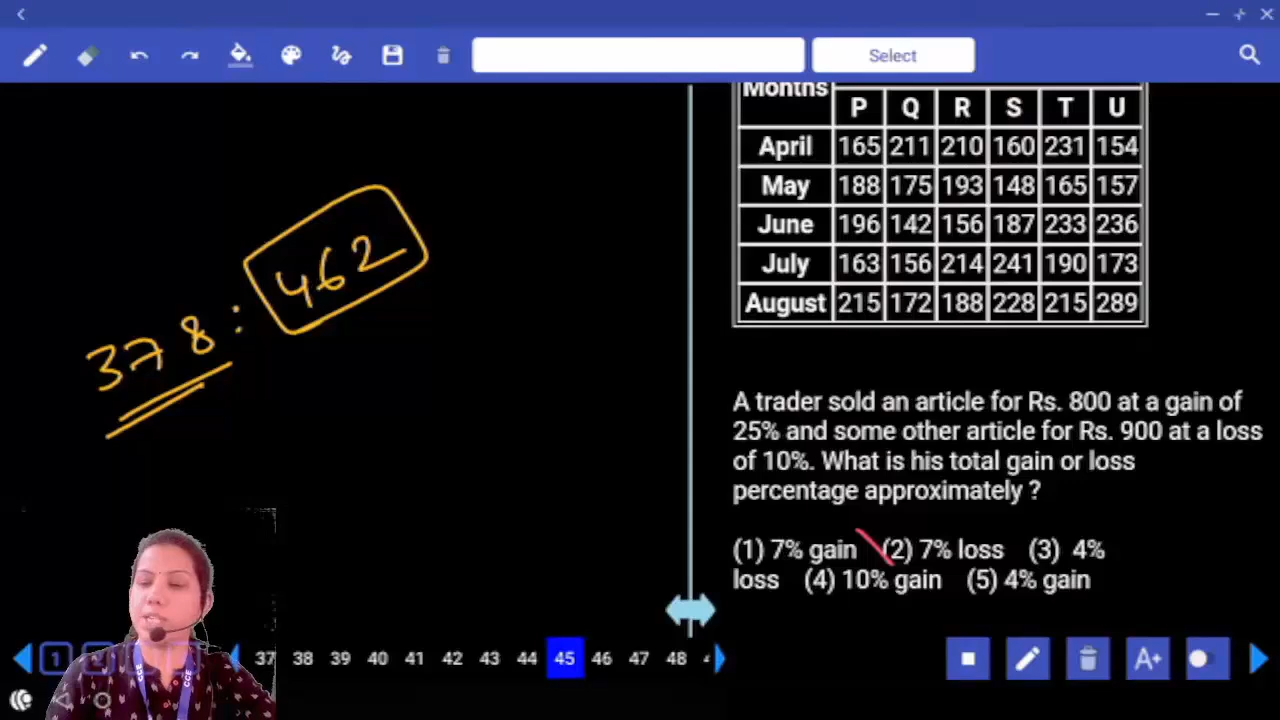 Select
Months
P Q R S T U
April 165 211 210 160 231 154
May 188 175 193 148 165 157
June 196 142 156 187 233 236
July 163 156 214 241 190 173
August 215 172 188 228 215 289
378 : 462
A trader sold an article for Rs. 800 at a gain of
25% and some other article for Rs. 900 at a loss
of 10%. What is his total gain or loss
percentage approximately ?
(1) 7% gain (2) 7% loss (3) 4%
loss (4) 10% gain (5) 4% gain
1 37 38 39 40 41 42 43 44 45 46 47 48
A+
CCE